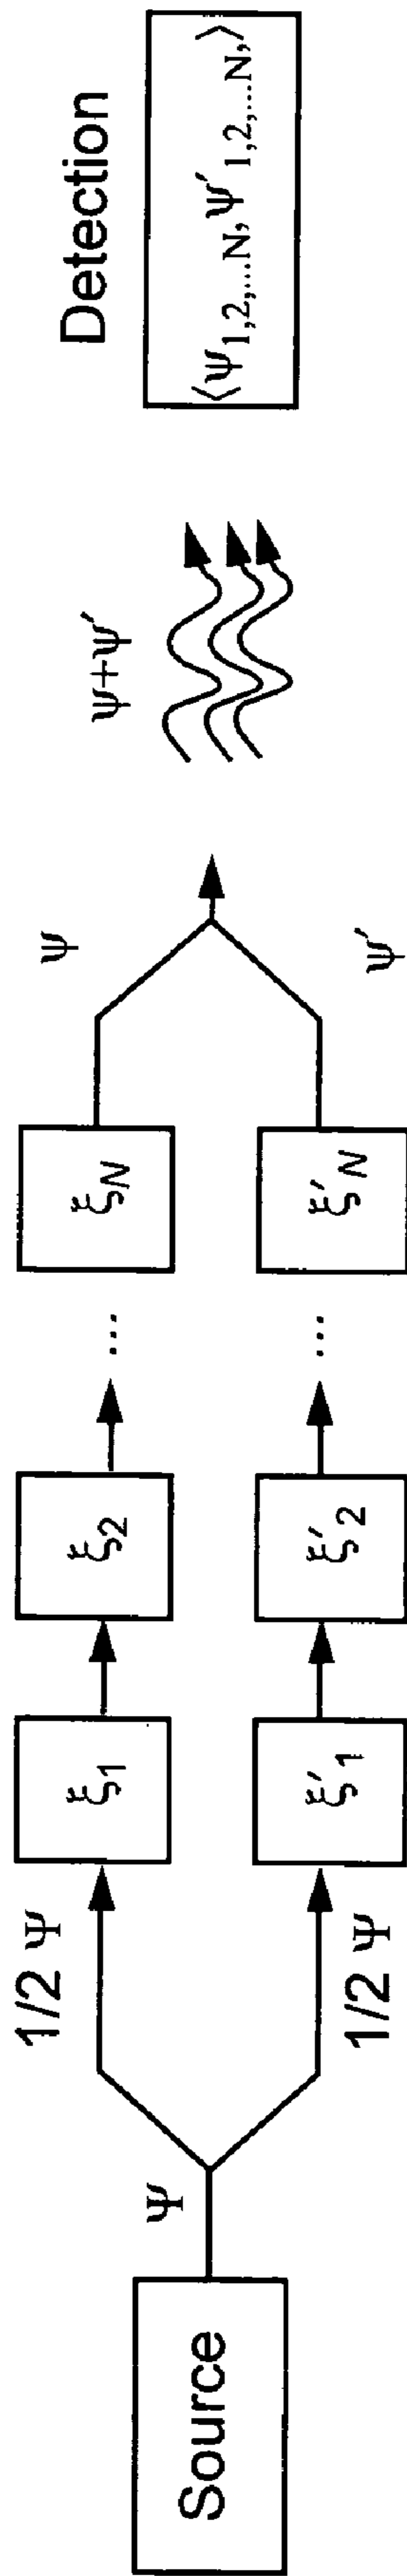 Source
Ψ
1/2 Ψ
1/2 Ψ
ξ1
ξ2
...
ξN
ξ′1
ξ′2
...
ξ′N
ψ
ψ′
ψ+ψ′
Detection
⟨ψ1,2,...N, ψ′1,2,...N,⟩